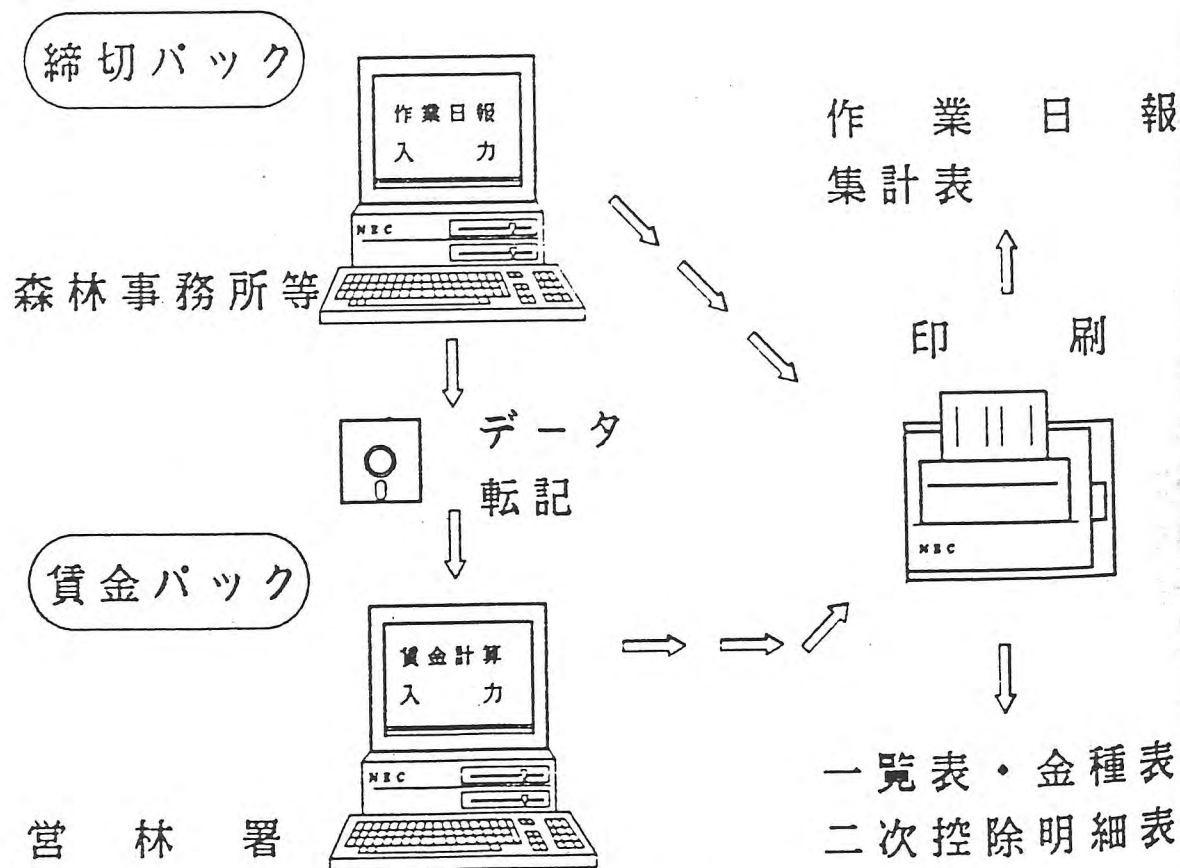 締切パック
作業日報
入力
NEC
森林事務所等
データ
転記
賃金パック
賃金計算
入力
NEC
営林署
作業日報
集計表
印刷
NEC
一覧表・金種表
二次控除明細表